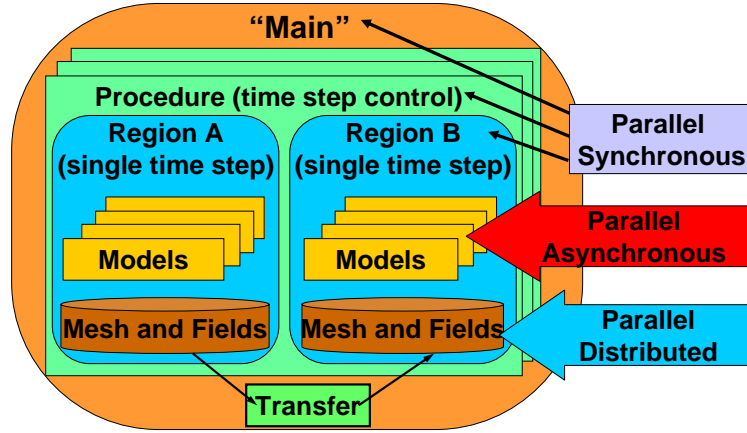 “Main”
Procedure (time step control)
Region A
(single time step)
Region B
(single time step)
Models
Models
Mesh and Fields
Mesh and Fields
Transfer
Parallel
Synchronous
Parallel
Asynchronous
Parallel
Distributed